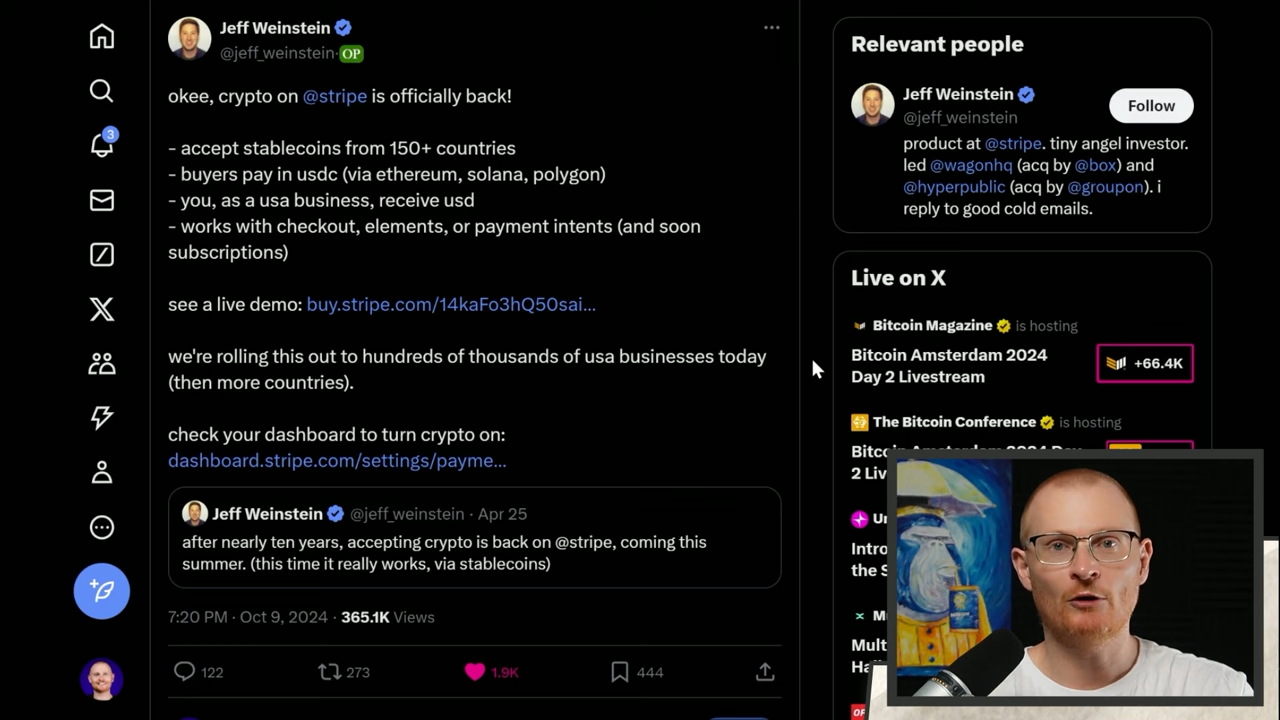 Jeff Weinstein
@jeff_weinstein· OP
okee, crypto on @stripe is officially back!
- accept stablecoins from 150+ countries
- buyers pay in usdc (via ethereum, solana, polygon)
- you, as a usa business, receive usd
- works with checkout, elements, or payment intents (and soon
subscriptions)
see a live demo: buy.stripe.com/14kaFo3hQ50sai...
we're rolling this out to hundreds of thousands of usa businesses today
(then more countries).
check your dashboard to turn crypto on:
dashboard.stripe.com/settings/payme...
Jeff Weinstein @jeff_weinstein · Apr 25
after nearly ten years, accepting crypto is back on @stripe, coming this
summer. (this time it really works, via stablecoins)
7:20 PM · Oct 9, 2024 · 365.1K Views
122 273 1.9K 444
3
Relevant people
Jeff Weinstein
@jeff_weinstein
Follow
product at @stripe. tiny angel investor.
led @wagonhq (acq by @box) and
@hyperpublic (acq by @groupon). i
reply to good cold emails.
Live on X
Bitcoin Magazine is hosting
Bitcoin Amsterdam 2024
Day 2 Livestream
+66.4K
The Bitcoin Conference is hosting
Bitcoin Amsterdam 2024 Day
2 Liv
Un
Intro
the S
M
Mult
Ha